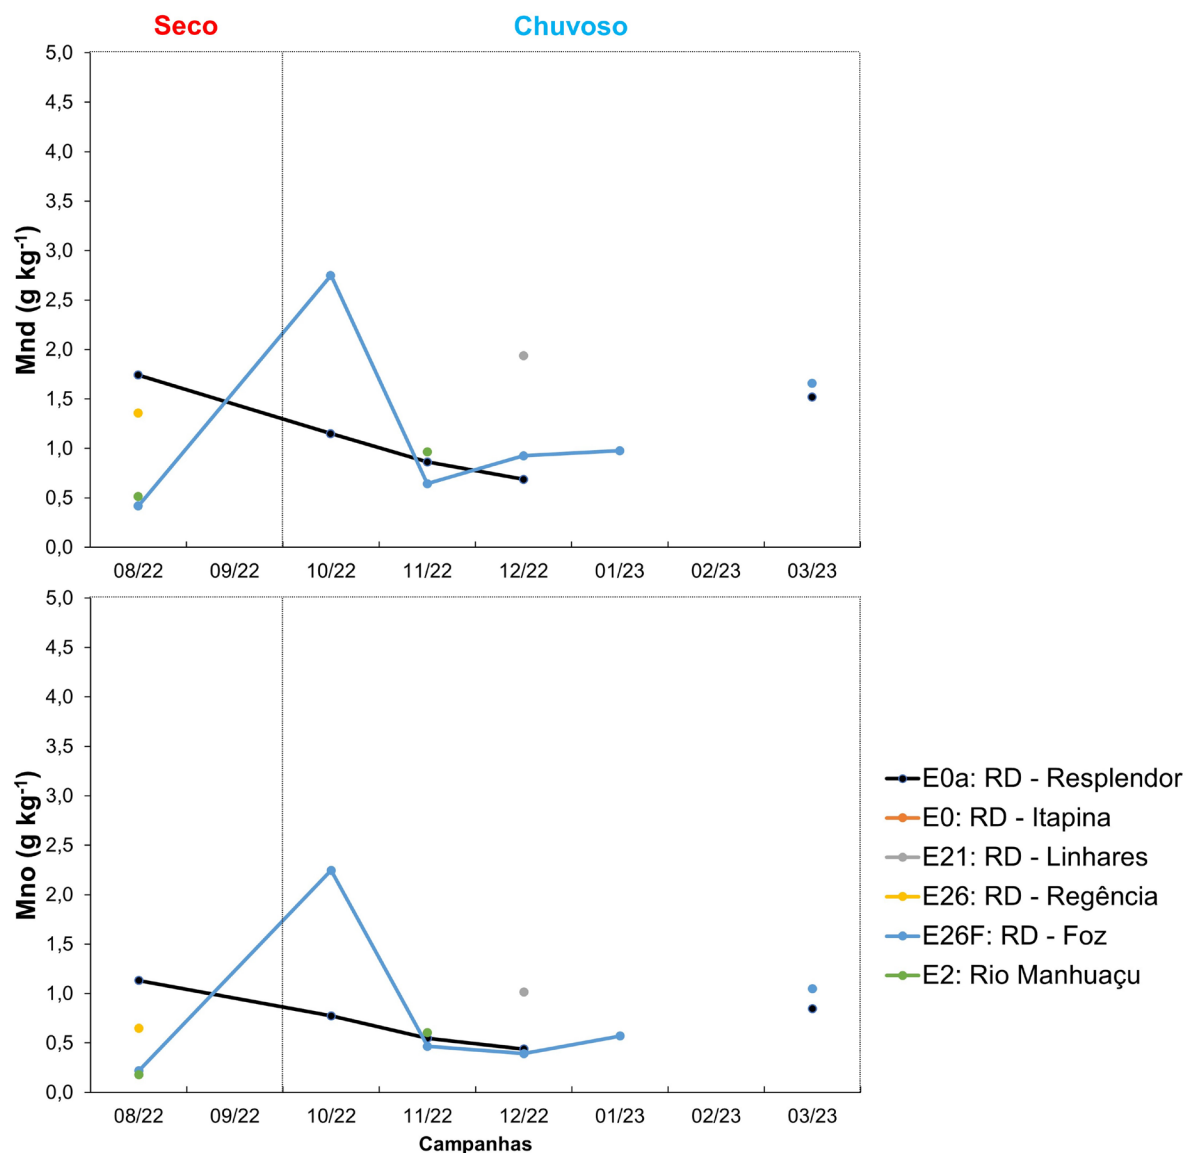 Seco
Chuvoso
Mnd (g kg⁻¹)
5,0
4,5
4,0
3,5
3,0
2,5
2,0
1,5
1,0
0,5
0,0
08/22 09/22 10/22 11/22 12/22 01/23 02/23 03/23
Mno (g kg⁻¹)
5,0
4,5
4,0
3,5
3,0
2,5
2,0
1,5
1,0
0,5
0,0
08/22 09/22 10/22 11/22 12/22 01/23 02/23 03/23
Campanhas
E0a: RD - Resplendor
E0: RD - Itapina
E21: RD - Linhares
E26: RD - Regência
E26F: RD - Foz
E2: Rio Manhuaçu